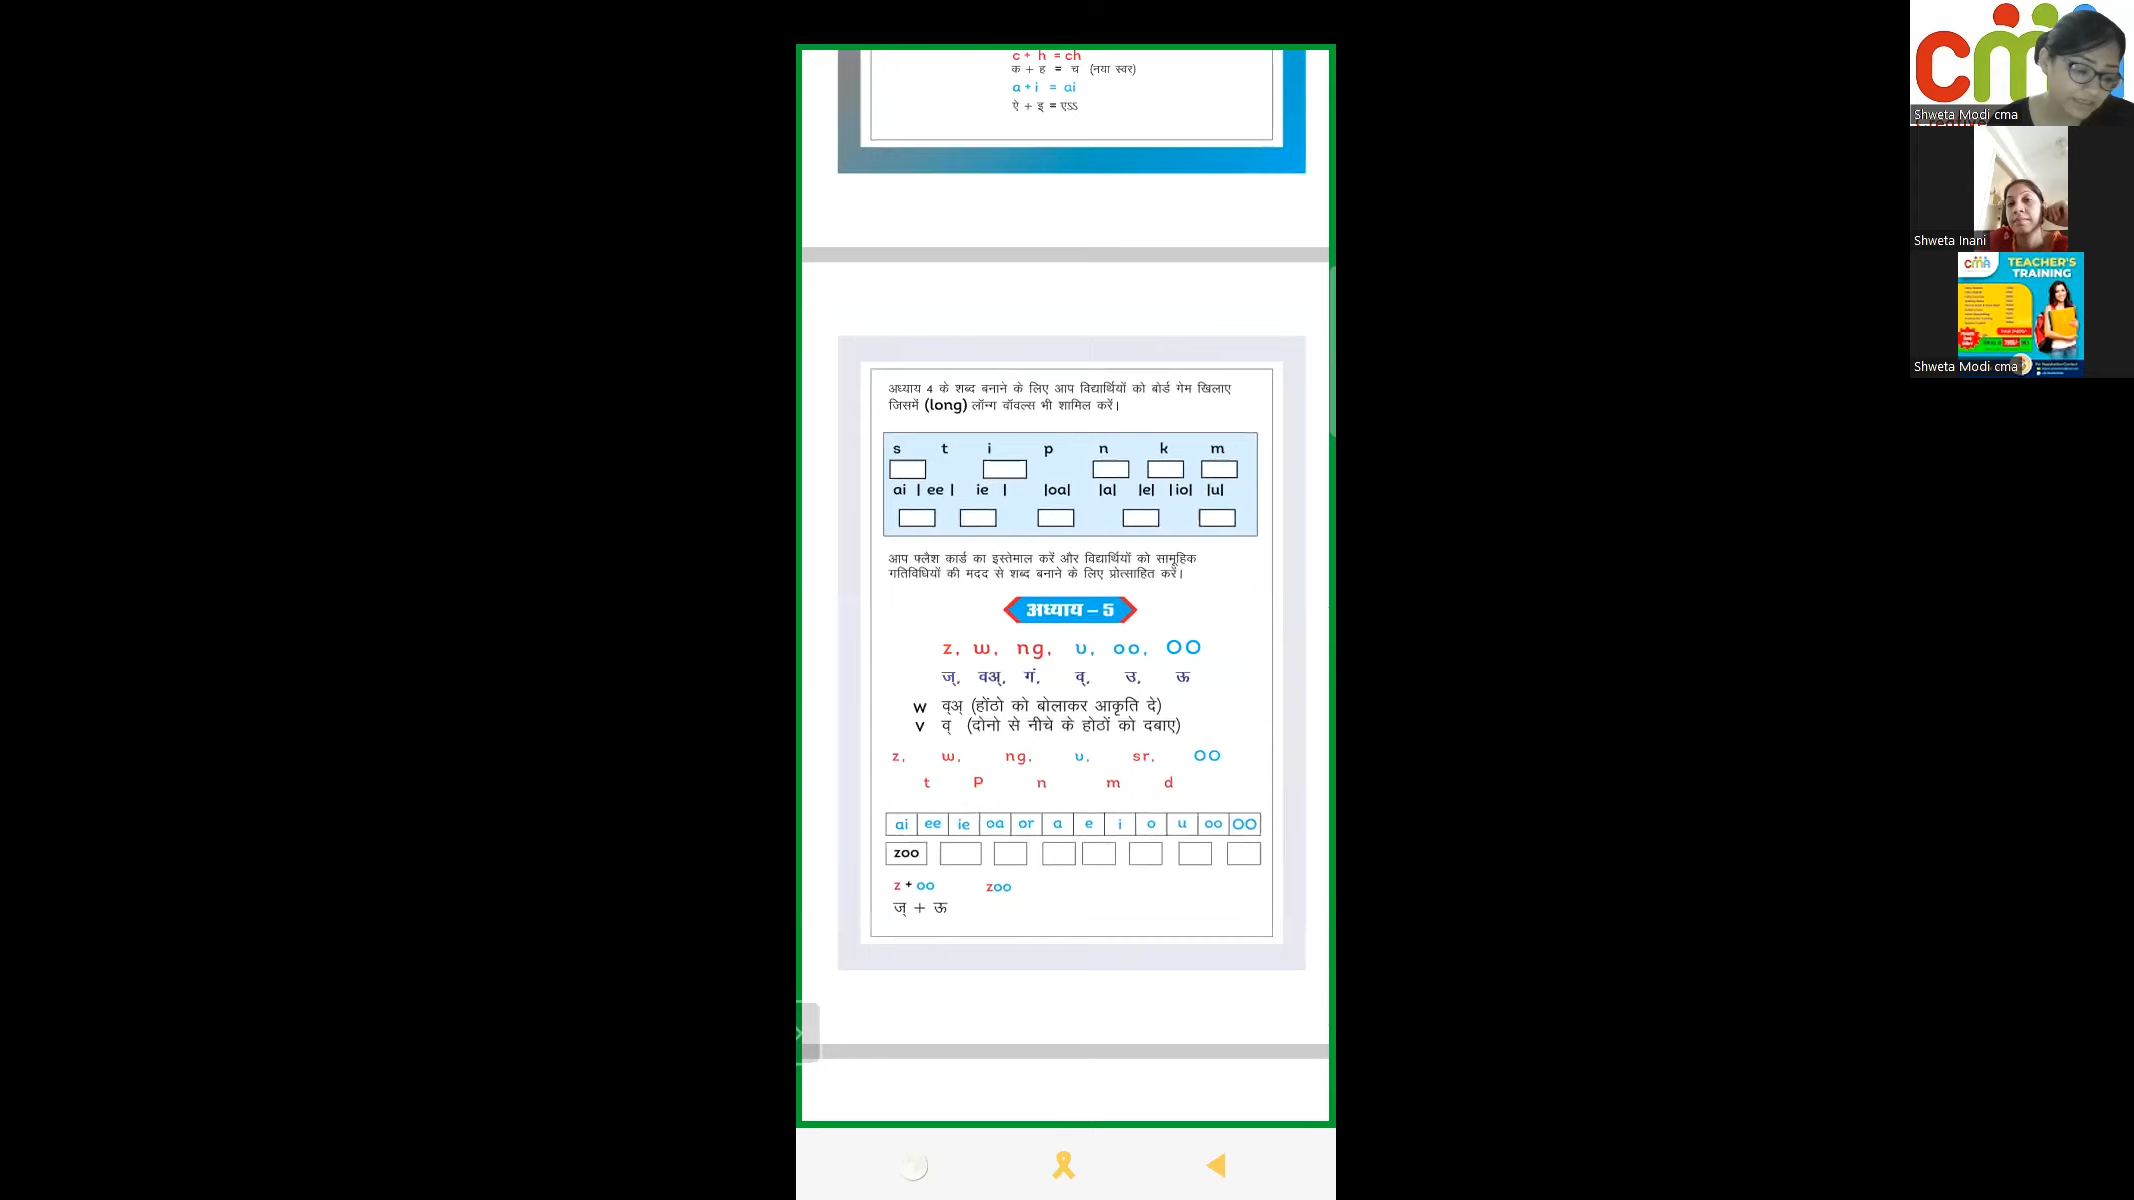 c + h = ch
क + ह = च (नया स्वर)
a + i = ai
ऐ + इ = एऽऽ
अध्याय 4 के शब्द बनाने के लिए आप विद्यार्थियों को बोर्ड गेम खिलाए
जिसमें (long) लॉन्ग वॉवल्स भी शामिल करें।
s t i p n k m
ai | ee | ie | |oa| |a| |e| |io| |u|
आप फ्लैश कार्ड का इस्तेमाल करें और विद्यार्थियों को सामूहिक
गतिविधियों की मदद से शब्द बनाने के लिए प्रोत्साहित करें।
अध्याय – 5
z, w, ng, υ, oo, OO
ज्, वअ्, गं, व्, उ, ऊ
w व्अ् (होंठो को बोलाकर आकृति दे)
v व् (दोनो से नीचे के होठों को दबाए)
z, w, ng, υ, sr, OO
t P n m d
ai ee ie oa or a e i o u oo OO
zoo
z + oo zoo
ज् + ऊ
cma
Shweta Modi cma
Shweta Inani
CMA TEACHER'S
TRAINING
Shweta Modi cma